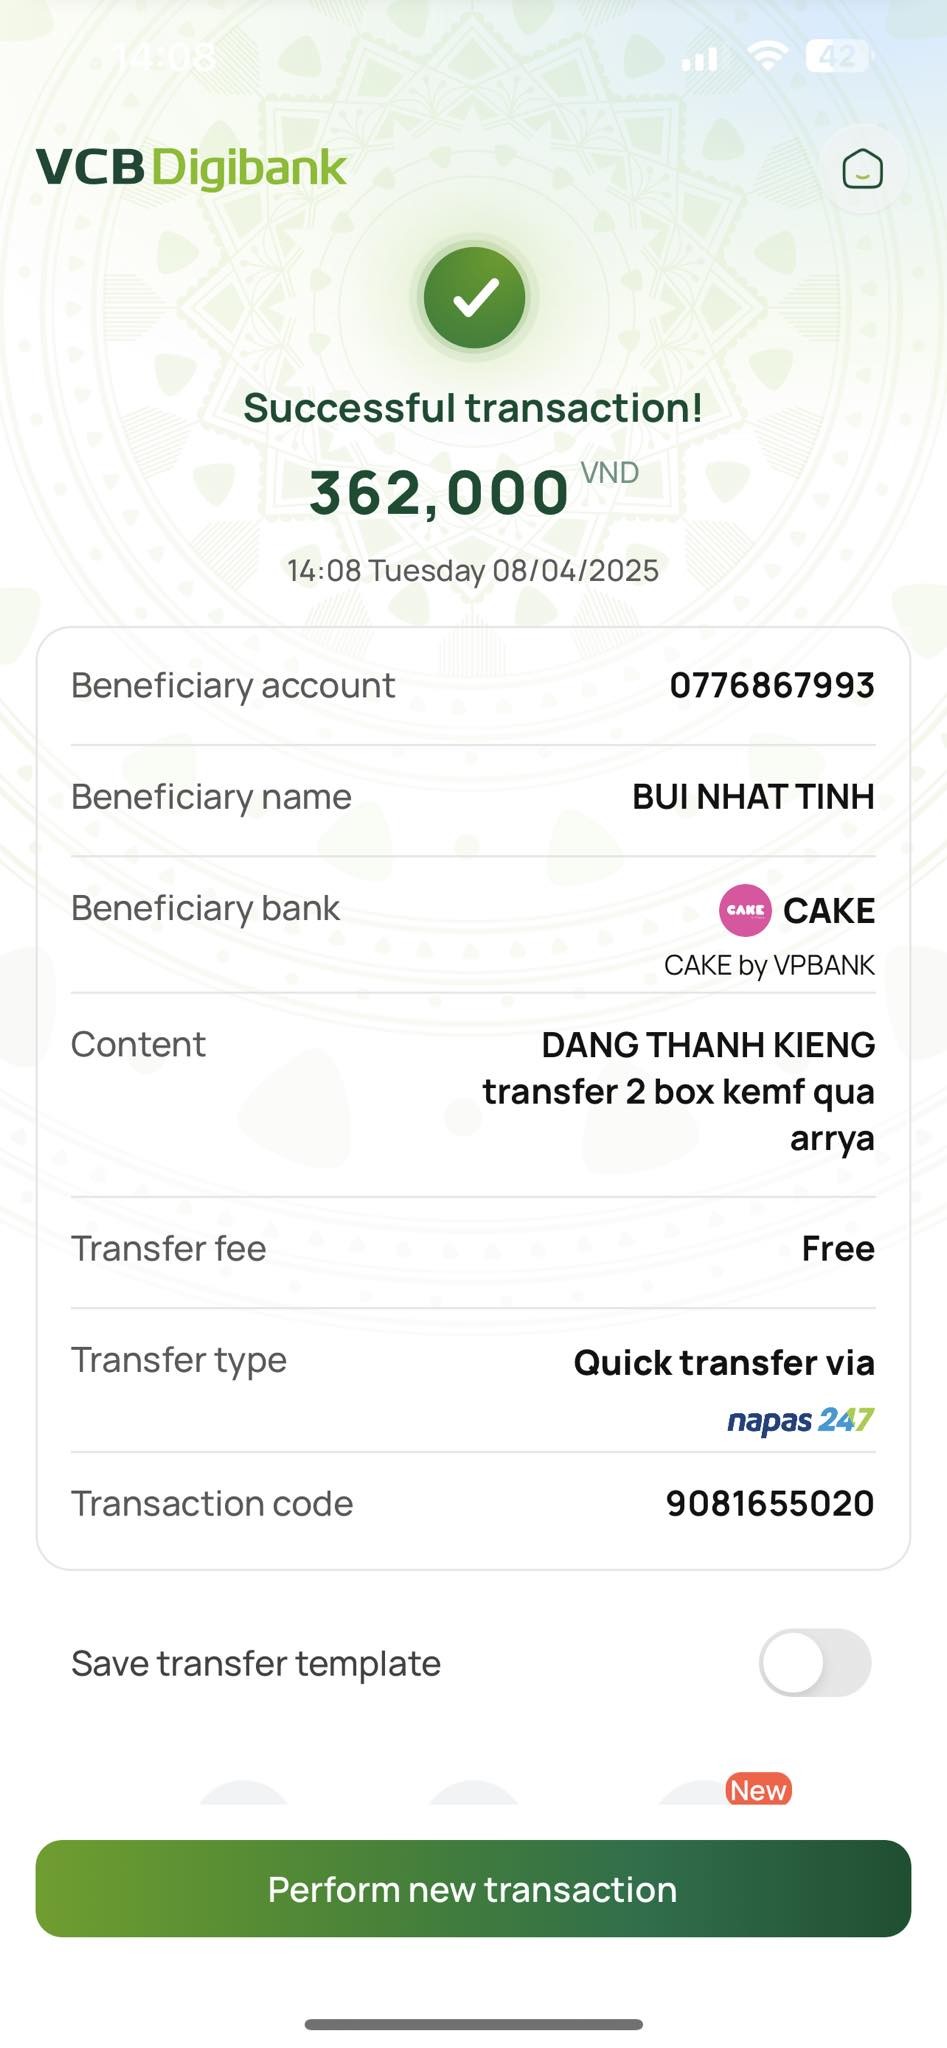 14:08
42
VCB Digibank
Successful transaction!
362,000 VND
14:08 Tuesday 08/04/2025
Beneficiary account 0776867993
Beneficiary name BUI NHAT TINH
Beneficiary bank CAKE CAKE
CAKE by VPBANK
Content DANG THANH KIENG
transfer 2 box kemf qua
arrya
Transfer fee Free
Transfer type Quick transfer via
napas 247
Transaction code 9081655020
Save transfer template
New
Perform new transaction